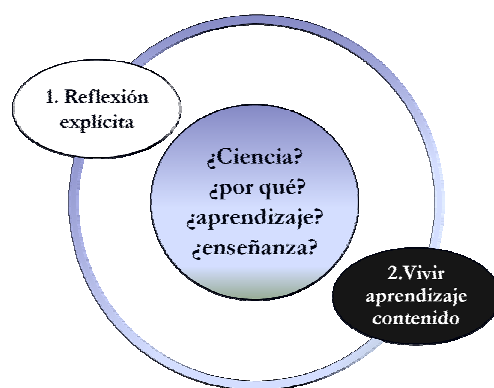 1. Reflexión
explícita
¿Ciencia?
¿por qué?
¿aprendizaje?
¿enseñanza?
2.Vivir
aprendizaje
contenido